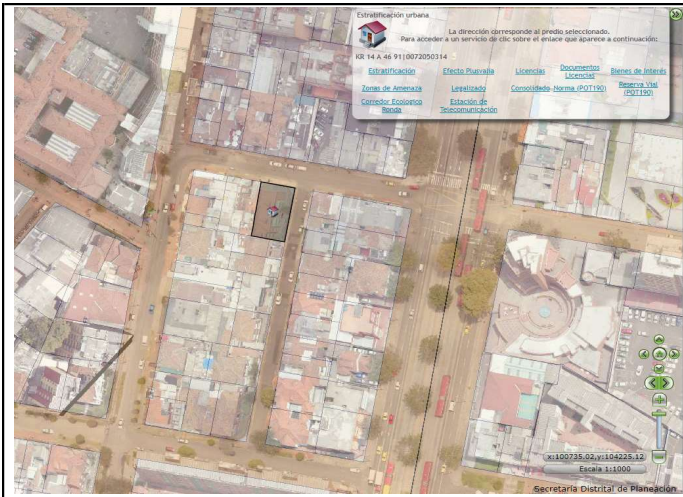 Estratificación urbana
La dirección corresponde al predio seleccionado.
Para acceder a un servicio de clic sobre el enlace que aparece a continuación:
KR 14 A 46 91|0072050314
Estratificación Efecto Plusvalía Licencias Documentos Licencias Bienes de Interés
Zonas de Amenaza Legalizado Consolidado Norma (POT190) Reserva Vial (POT190)
Corredor Ecologico Ronda Estación de Telecomunicación
x:100735.02,y:104225.12
Escala 1:1000
Secretaría Distrital de Planeación